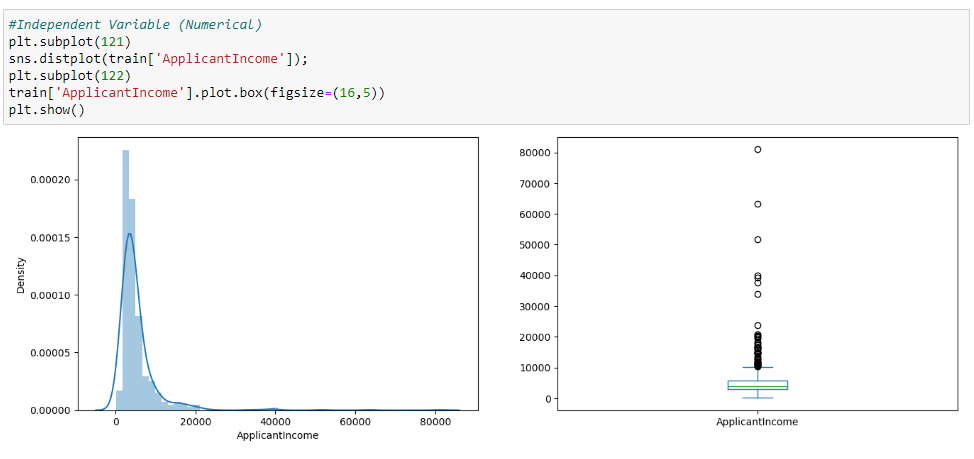 #Independent Variable (Numerical)
plt.subplot(121)
sns.distplot(train['ApplicantIncome']);
plt.subplot(122)
train['ApplicantIncome'].plot.box(figsize=(16,5))
plt.show()
0.00020
0.00015
0.00010
0.00005
0.00000
Density
0 20000 40000 60000 80000
ApplicantIncome
80000
70000
60000
50000
40000
30000
20000
10000
0
ApplicantIncome